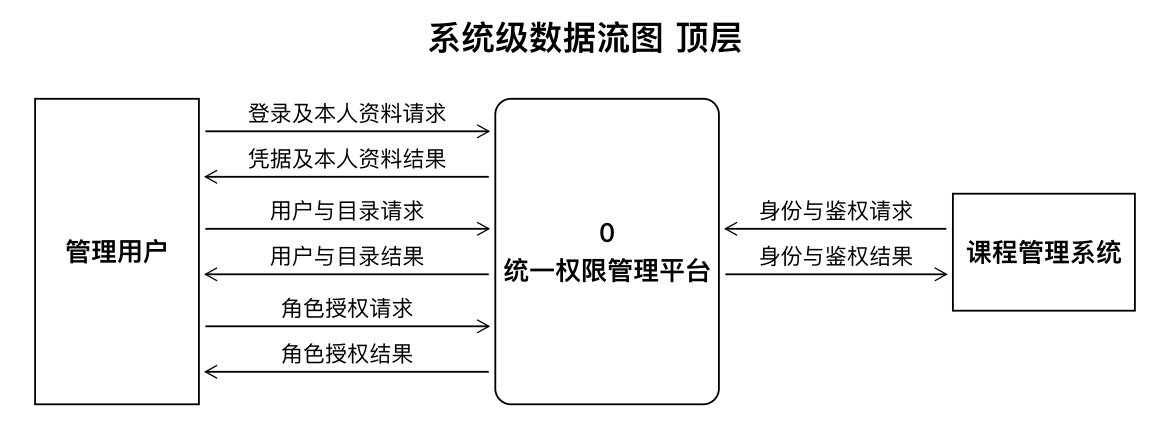 系统级数据流图 顶层
登录及本人资料请求
凭据及本人资料结果
用户与目录请求
用户与目录结果
角色授权请求
角色授权结果
管理用户
0
统一权限管理平台
身份与鉴权请求
身份与鉴权结果
课程管理系统